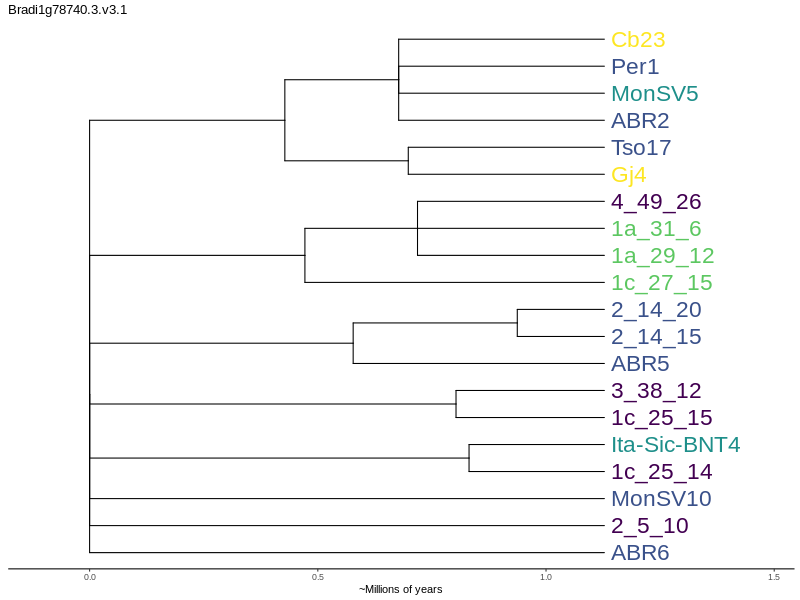 Bradi1g78740.3.v3.1
Cb23
Per1
MonSV5
ABR2
Tso17
Gj4
4_49_26
1a_31_6
1a_29_12
1c_27_15
2_14_20
2_14_15
ABR5
3_38_12
1c_25_15
Ita-Sic-BNT4
1c_25_14
MonSV10
2_5_10
ABR6
0.0 0.5 1.0 1.5
~Millions of years